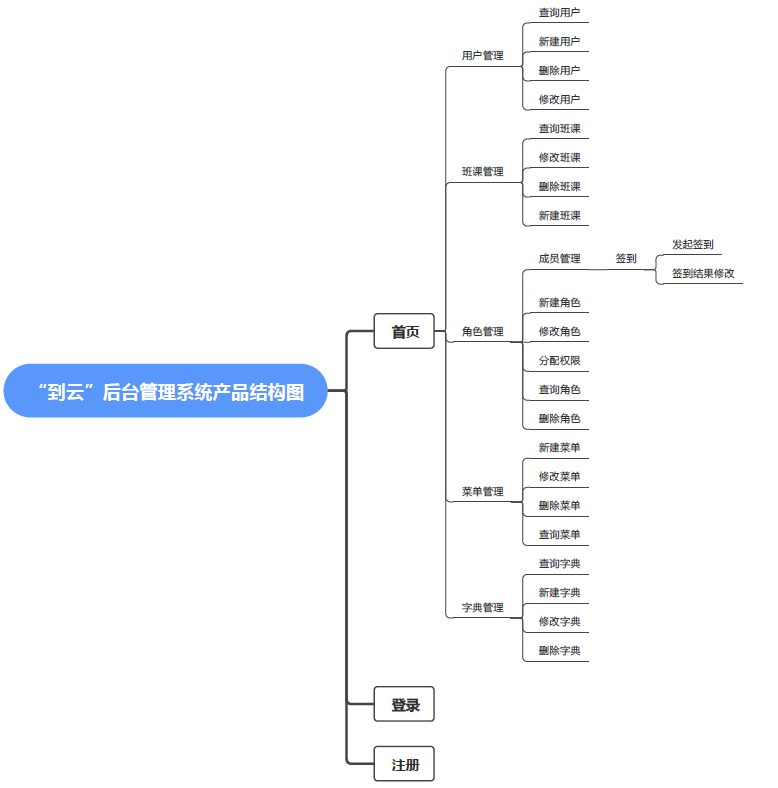 “到云”后台管理系统产品结构图
首页
用户管理
查询用户
新建用户
删除用户
修改用户
班课管理
查询班课
修改班课
删除班课
新建班课
角色管理
成员管理
签到
发起签到
签到结果修改
新建角色
修改角色
分配权限
查询角色
删除角色
菜单管理
新建菜单
修改菜单
删除菜单
查询菜单
字典管理
查询字典
新建字典
修改字典
删除字典
登录
注册